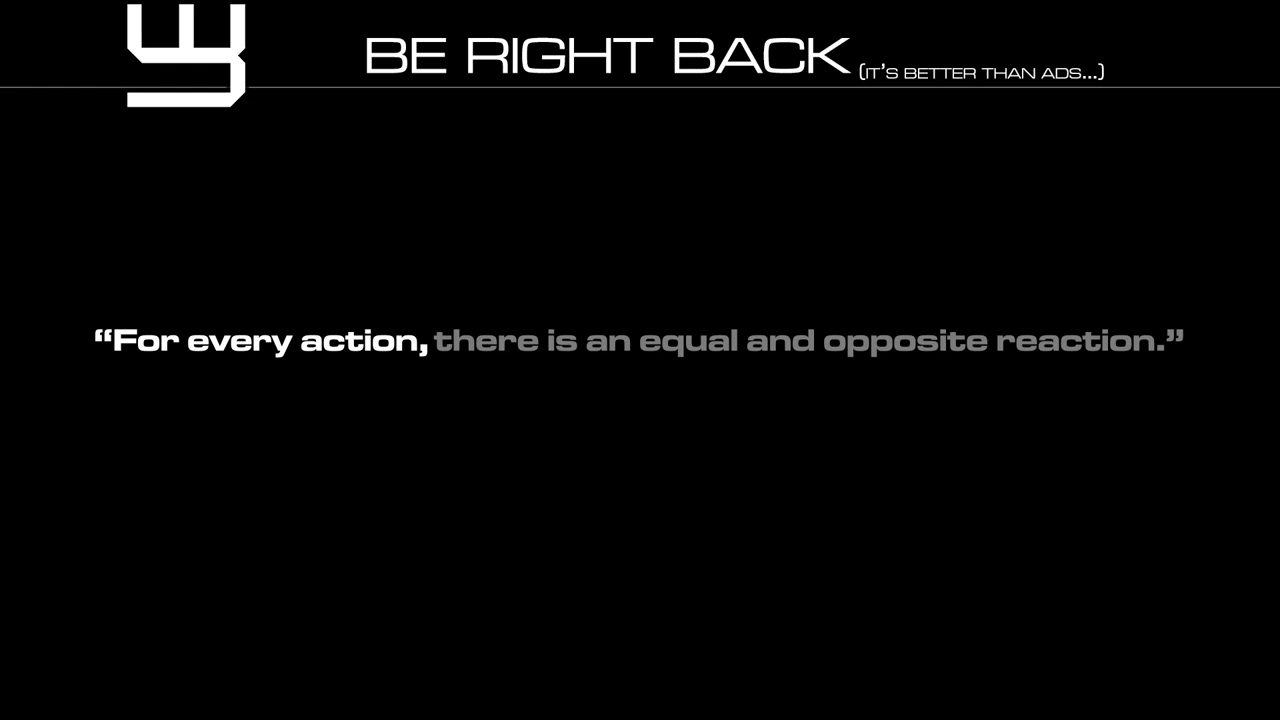 BE RIGHT BACK (IT'S BETTER THAN ADS...)
“For every action, there is an equal and opposite reaction.”